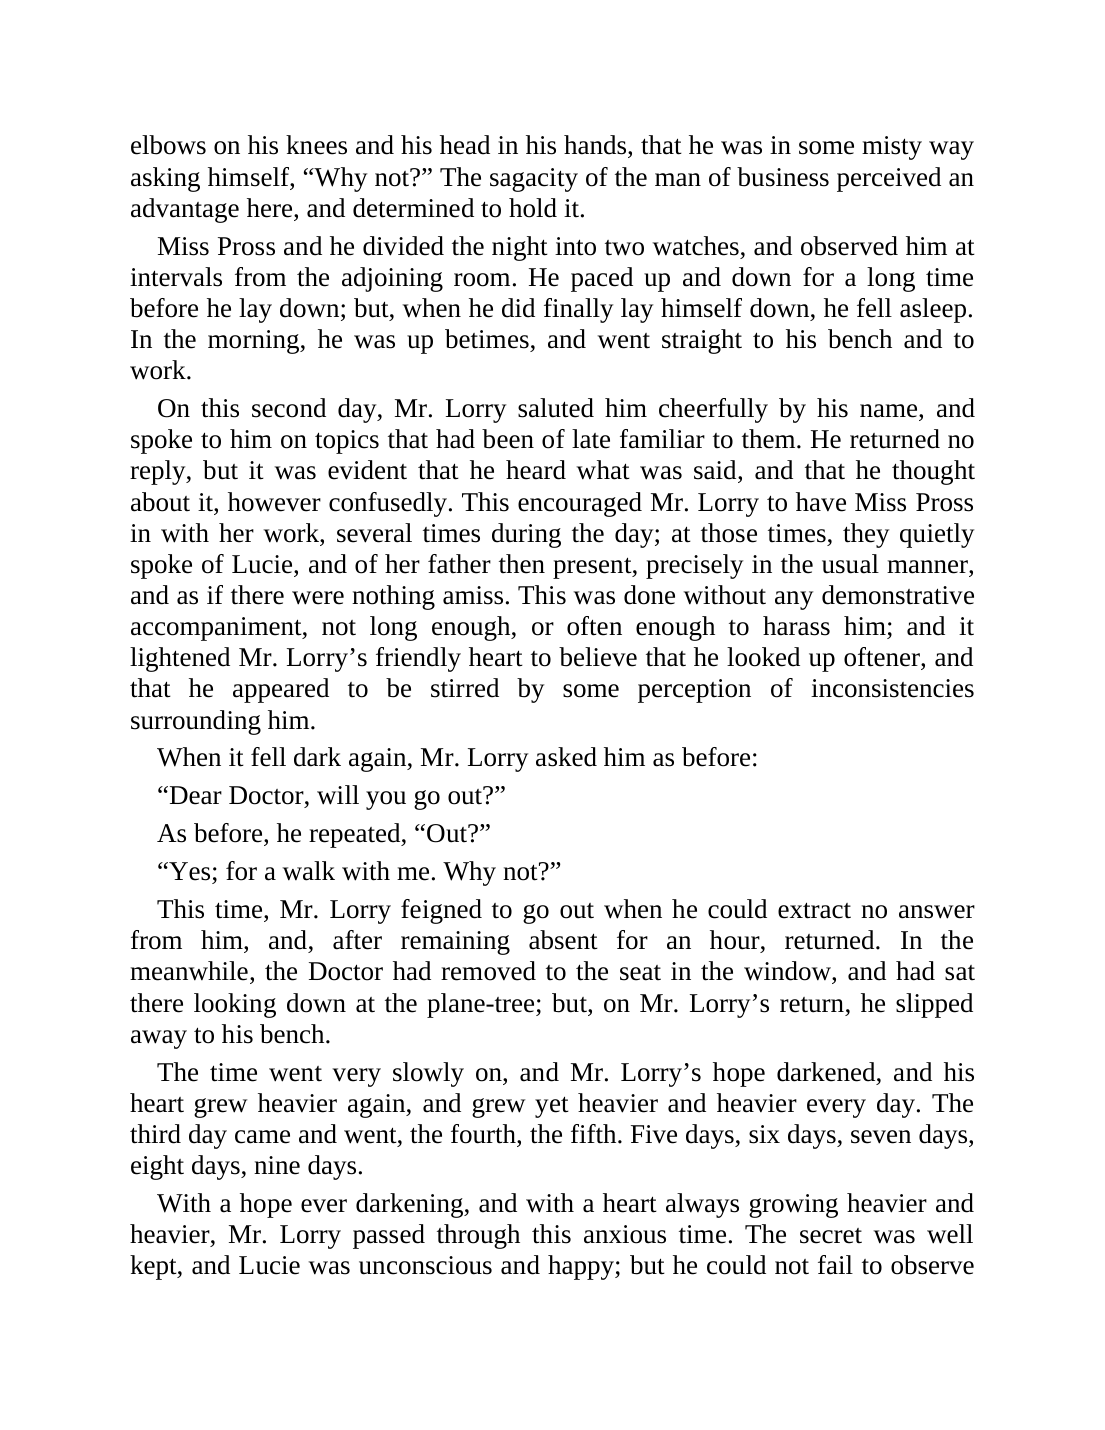 elbows on his knees and his head in his hands, that he was in some misty way
asking himself, “Why not?” The sagacity of the man of business perceived an
advantage here, and determined to hold it.
Miss Pross and he divided the night into two watches, and observed him at
intervals from the adjoining room. He paced up and down for a long time
before he lay down; but, when he did finally lay himself down, he fell asleep.
In the morning, he was up betimes, and went straight to his bench and to
work.
On this second day, Mr. Lorry saluted him cheerfully by his name, and
spoke to him on topics that had been of late familiar to them. He returned no
reply, but it was evident that he heard what was said, and that he thought
about it, however confusedly. This encouraged Mr. Lorry to have Miss Pross
in with her work, several times during the day; at those times, they quietly
spoke of Lucie, and of her father then present, precisely in the usual manner,
and as if there were nothing amiss. This was done without any demonstrative
accompaniment, not long enough, or often enough to harass him; and it
lightened Mr. Lorry’s friendly heart to believe that he looked up oftener, and
that he appeared to be stirred by some perception of inconsistencies
surrounding him.
When it fell dark again, Mr. Lorry asked him as before:
“Dear Doctor, will you go out?”
As before, he repeated, “Out?”
“Yes; for a walk with me. Why not?”
This time, Mr. Lorry feigned to go out when he could extract no answer
from him, and, after remaining absent for an hour, returned. In the
meanwhile, the Doctor had removed to the seat in the window, and had sat
there looking down at the plane-tree; but, on Mr. Lorry’s return, he slipped
away to his bench.
The time went very slowly on, and Mr. Lorry’s hope darkened, and his
heart grew heavier again, and grew yet heavier and heavier every day. The
third day came and went, the fourth, the fifth. Five days, six days, seven days,
eight days, nine days.
With a hope ever darkening, and with a heart always growing heavier and
heavier, Mr. Lorry passed through this anxious time. The secret was well
kept, and Lucie was unconscious and happy; but he could not fail to observe